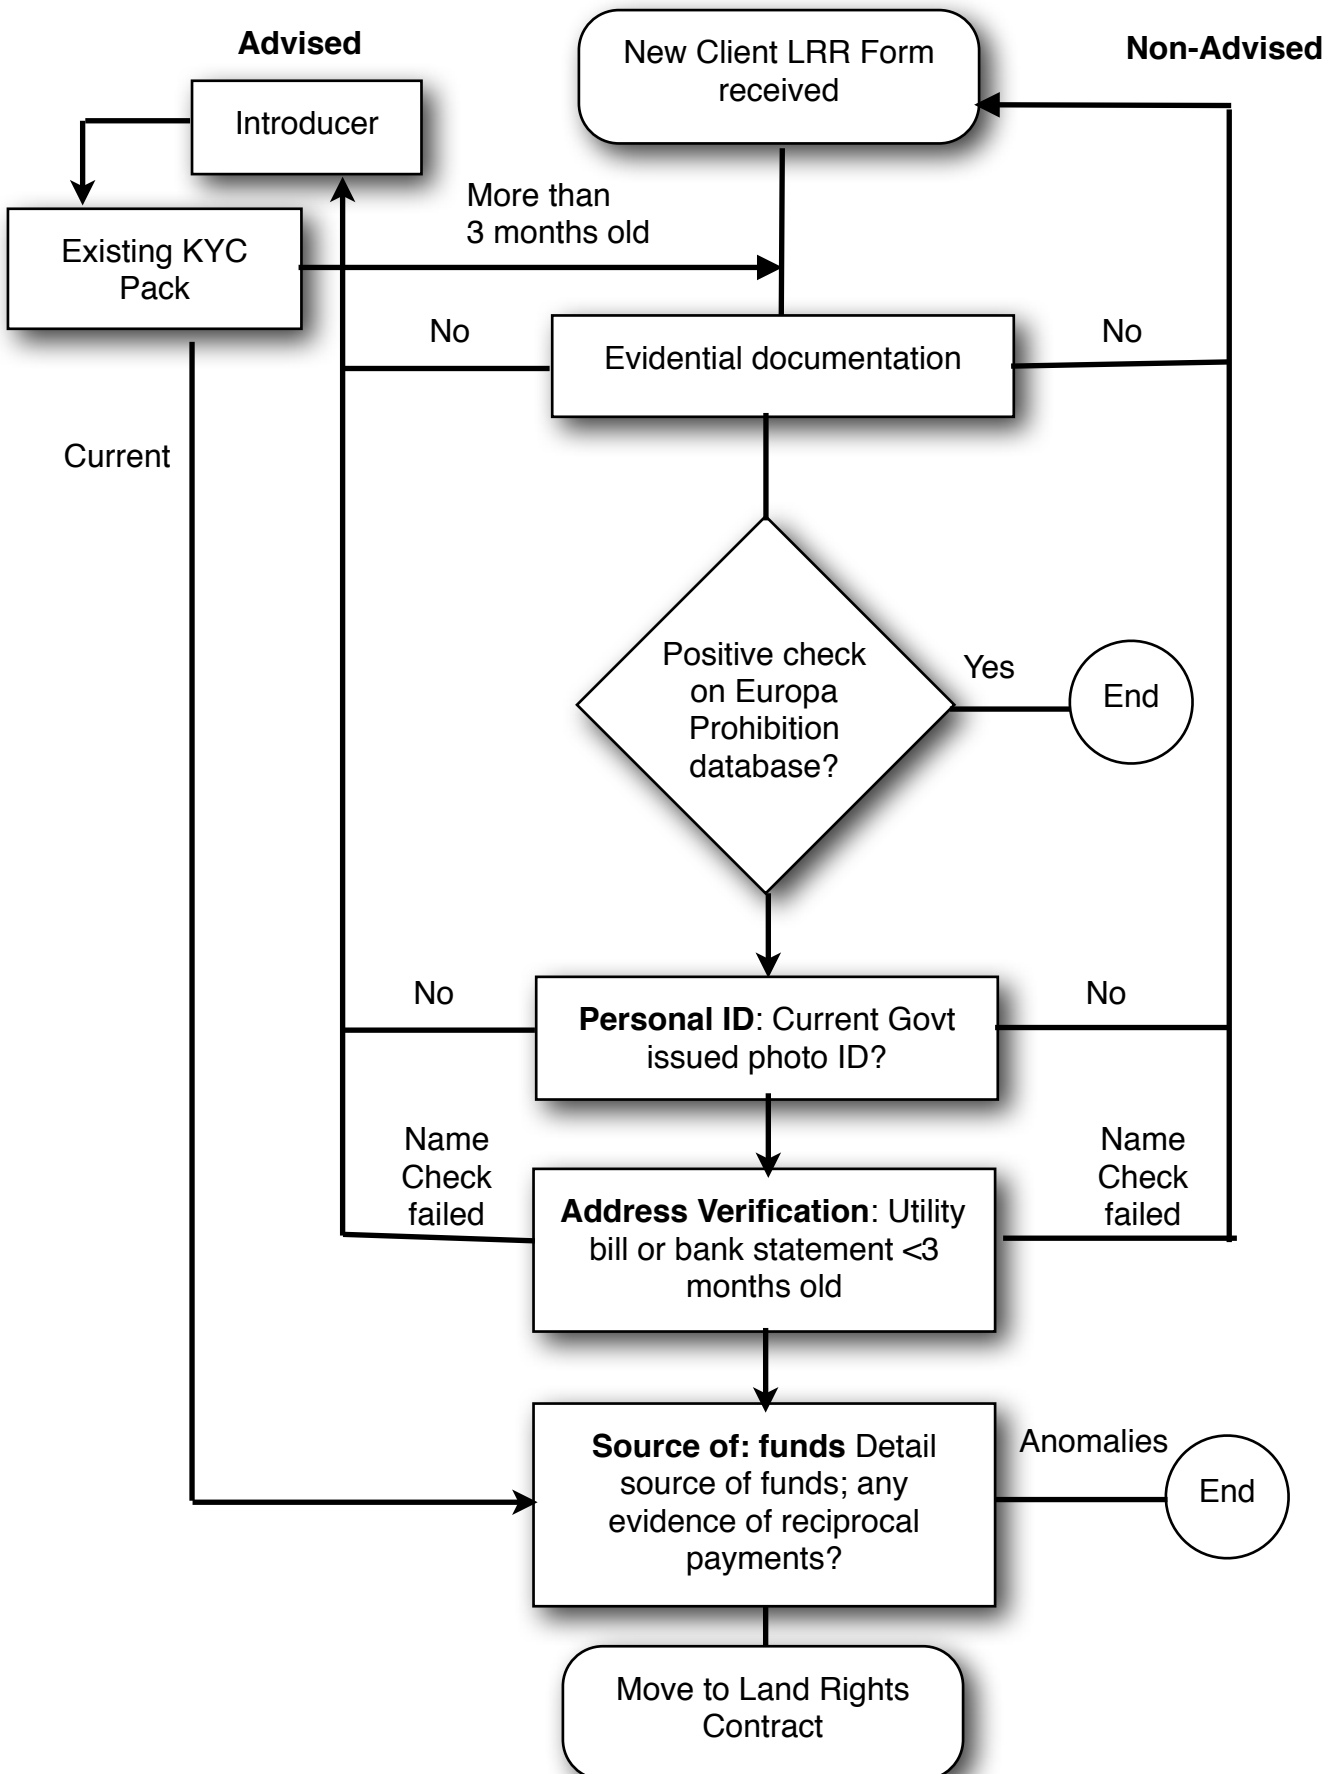 Advised
New Client LRR Form
received
Non-Advised
Introducer
More than
3 months old
Existing KYC
Pack
No
Evidential documentation
No
Current
Positive check
on Europa
Prohibition
database?
Yes
End
No
Personal ID: Current Govt
issued photo ID?
No
Name
Check
failed
Address Verification: Utility
bill or bank statement <3
months old
Name
Check
failed
Source of: funds Detail
source of funds; any
evidence of reciprocal
payments?
Anomalies
End
Move to Land Rights
Contract